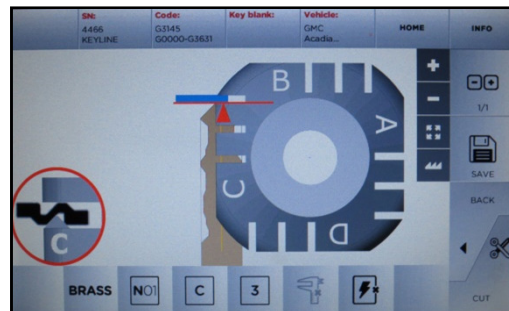 SN:
4466
KEYLINE
Code:
G3145
G0000-G3631
Key blank:
Vehicle:
GMC
Acadia...
HOME
INFO
1/1
SAVE
BACK
CUT
B
A
C
D
C
BRASS
N01
C
3